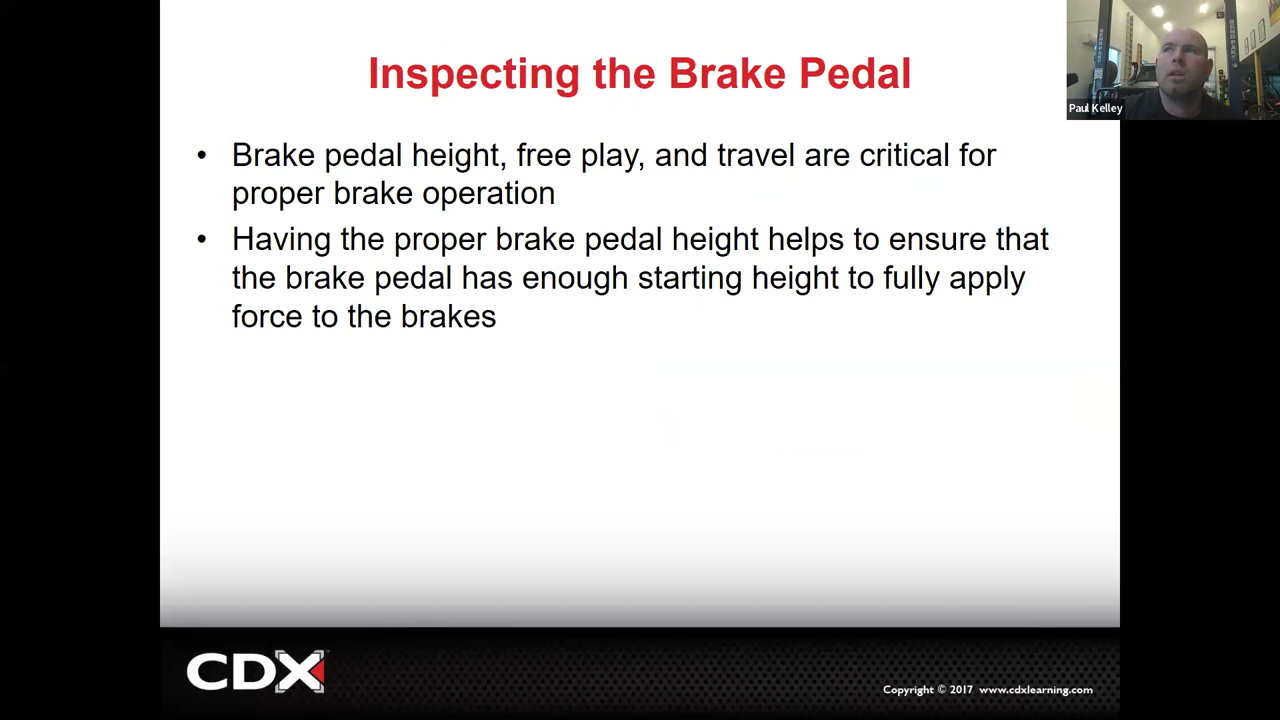 Inspecting the Brake Pedal
Paul Kelley
• Brake pedal height, free play, and travel are critical for
proper brake operation
• Having the proper brake pedal height helps to ensure that
the brake pedal has enough starting height to fully apply
force to the brakes
CDX
Copyright © 2017 www.cdxlearning.com